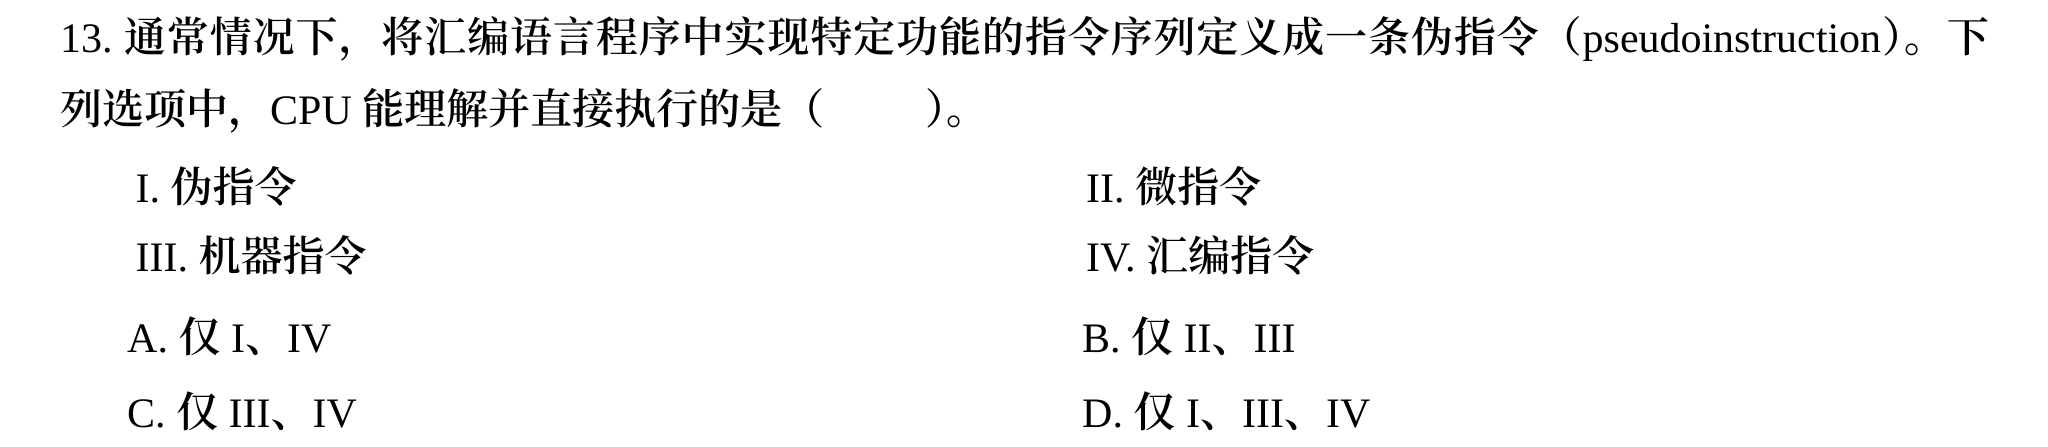 13. 通常情况下，将汇编语言程序中实现特定功能的指令序列定义成一条伪指令（pseudoinstruction）。下
列选项中，CPU 能理解并直接执行的是（　　）。
I. 伪指令 II. 微指令
III. 机器指令 IV. 汇编指令
A. 仅 I、IV B. 仅 II、III
C. 仅 III、IV D. 仅 I、III、IV